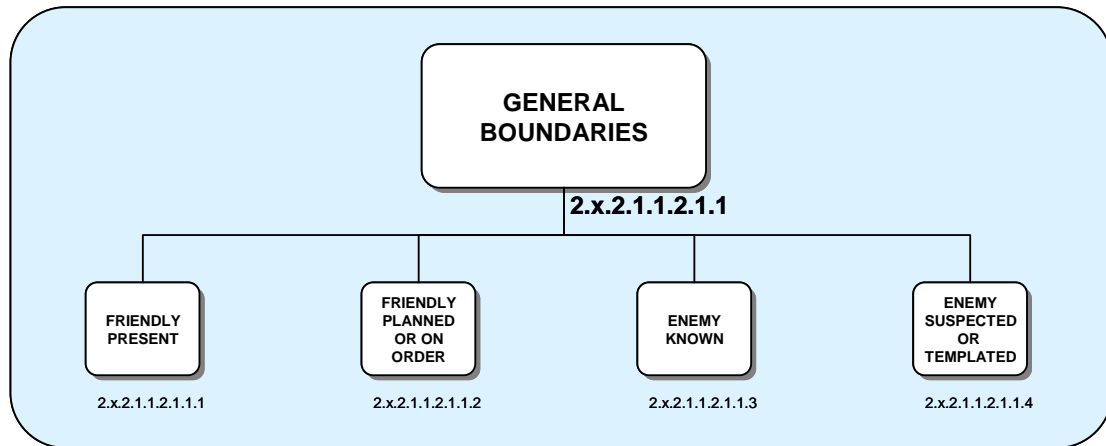 GENERAL
BOUNDARIES
2.x.2.1.1.2.1.1
FRIENDLY
PRESENT
2.x.2.1.1.2.1.1.1
FRIENDLY
PLANNED
OR ON
ORDER
2.x.2.1.1.2.1.1.2
ENEMY
KNOWN
2.x.2.1.1.2.1.1.3
ENEMY
SUSPECTED
OR
TEMPLATED
2.x.2.1.1.2.1.1.4